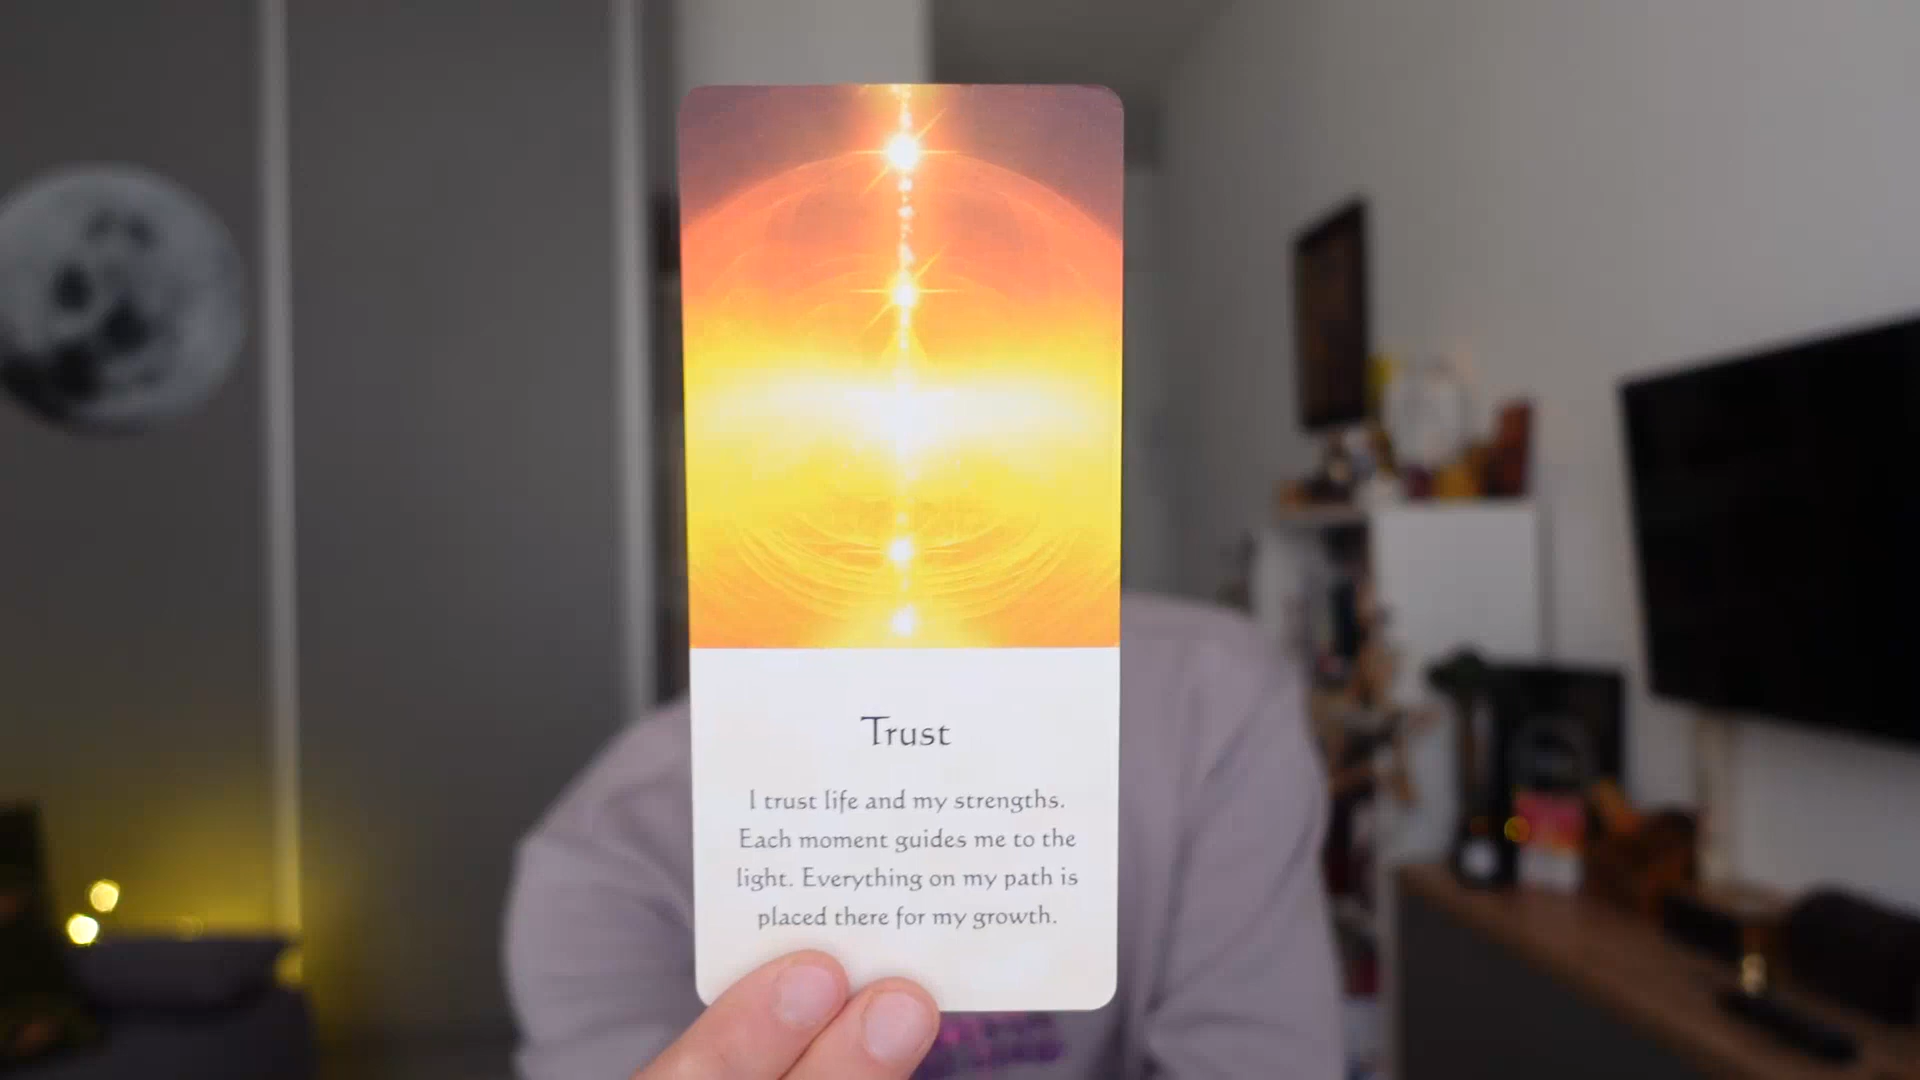 Trust
I trust life and my strengths.
Each moment guides me to the
light. Everything on my path is
placed there for my growth.